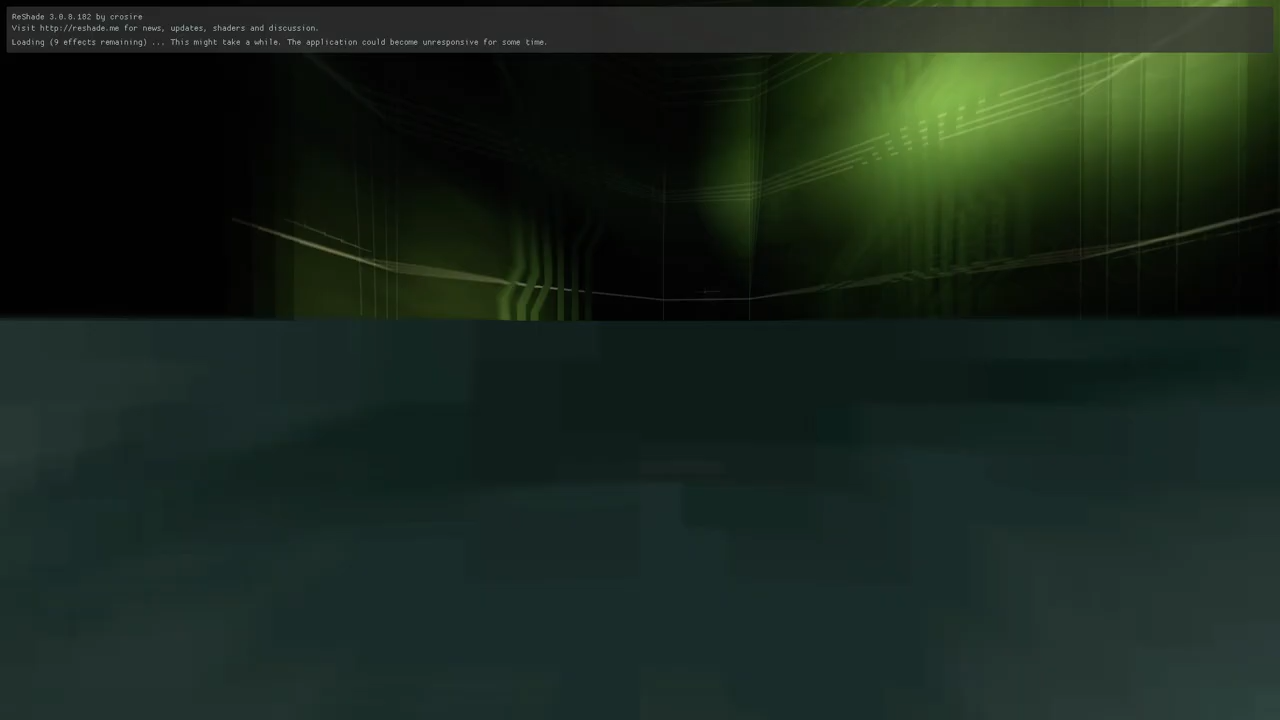 ReShade 3.0.8.182 by crosire
Visit http://reshade.me for news, updates, shaders and discussion.
Loading (9 effects remaining) ... This might take a while. The application could become unresponsive for some time.